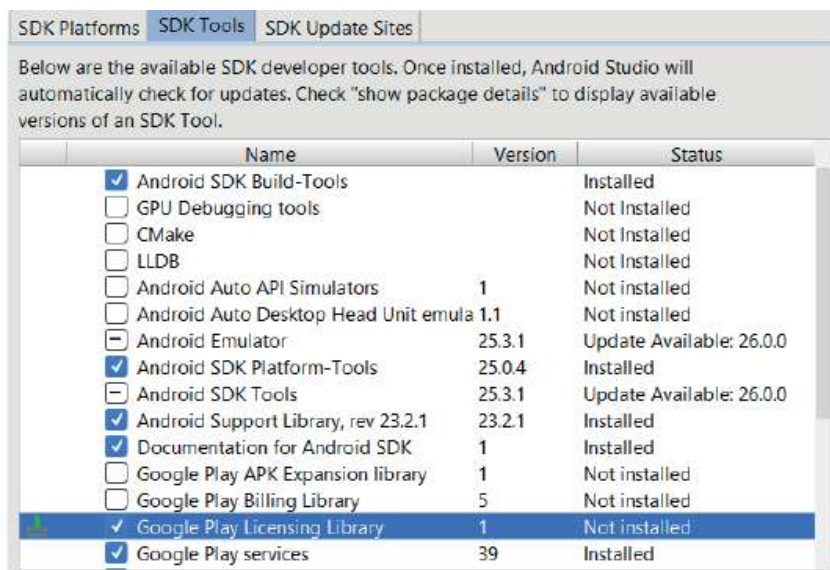 SDK Platforms SDK Tools SDK Update Sites
Below are the available SDK developer tools. Once installed, Android Studio will
automatically check for updates. Check "show package details" to display available
versions of an SDK Tool.
Name Version Status
Android SDK Build-Tools Installed
GPU Debugging tools Not Installed
CMake Not Installed
LLDB Not Installed
Android Auto API Simulators 1 Not installed
Android Auto Desktop Head Unit emula 1.1 Not installed
Android Emulator 25.3.1 Update Available: 26.0.0
Android SDK Platform-Tools 25.0.4 Installed
Android SDK Tools 25.3.1 Update Available: 26.0.0
Android Support Library, rev 23.2.1 23.2.1 Installed
Documentation for Android SDK 1 Installed
Google Play APK Expansion library 1 Not installed
Google Play Billing Library 5 Not installed
Google Play Licensing Library 1 Not installed
Google Play services 39 Installed